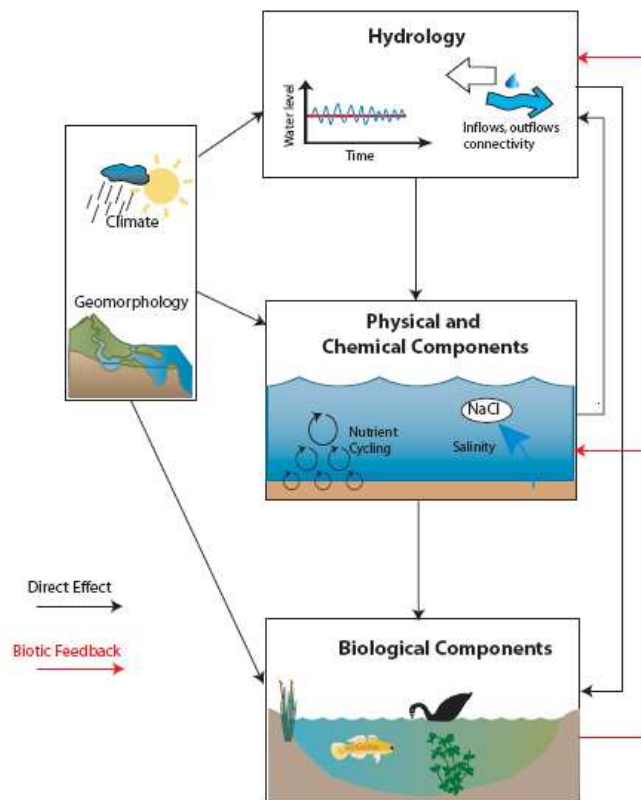 Hydrology
Water level
Time
Inflows, outflows
connectivity
Climate
Geomorphology
Physical and
Chemical Components
NaCl
Nutrient
Cycling
Salinity
Direct Effect
Biotic Feedback
Biological Components